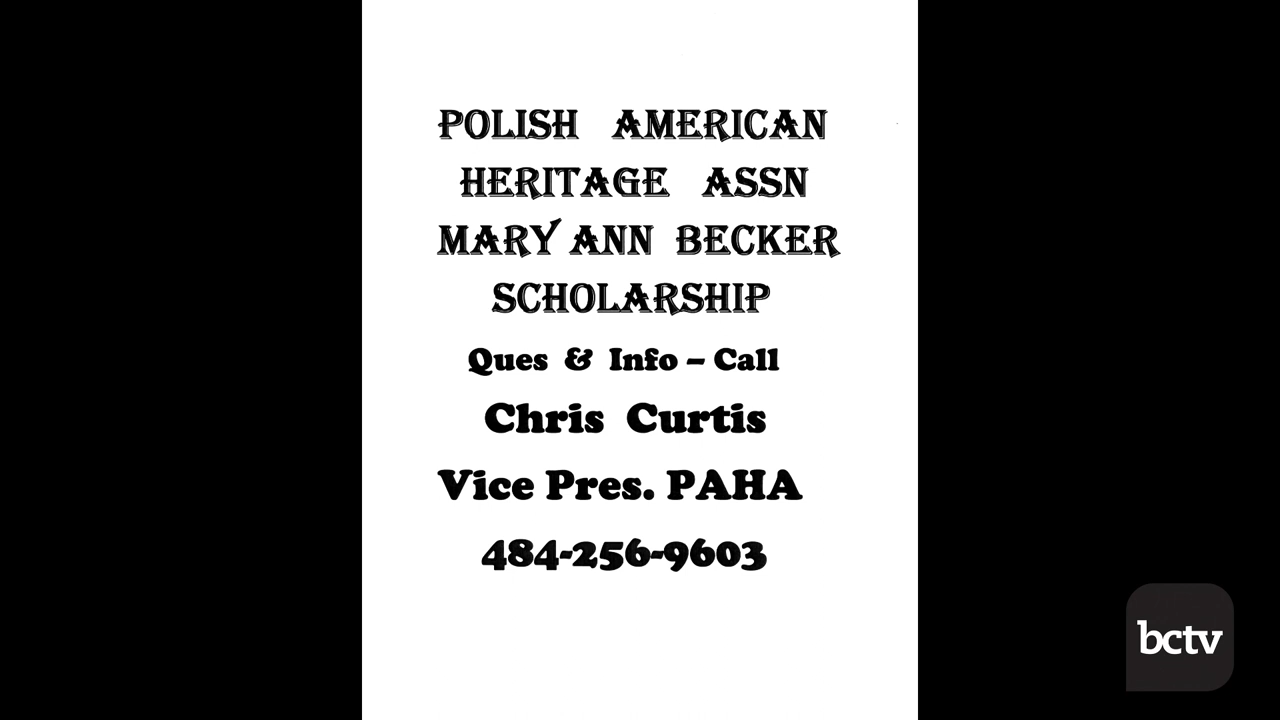 POLISH AMERICAN
HERITAGE ASSN
MARY ANN BECKER
SCHOLARSHIP
Ques & Info – Call
Chris Curtis
Vice Pres. PAHA
484-256-9603
bctv